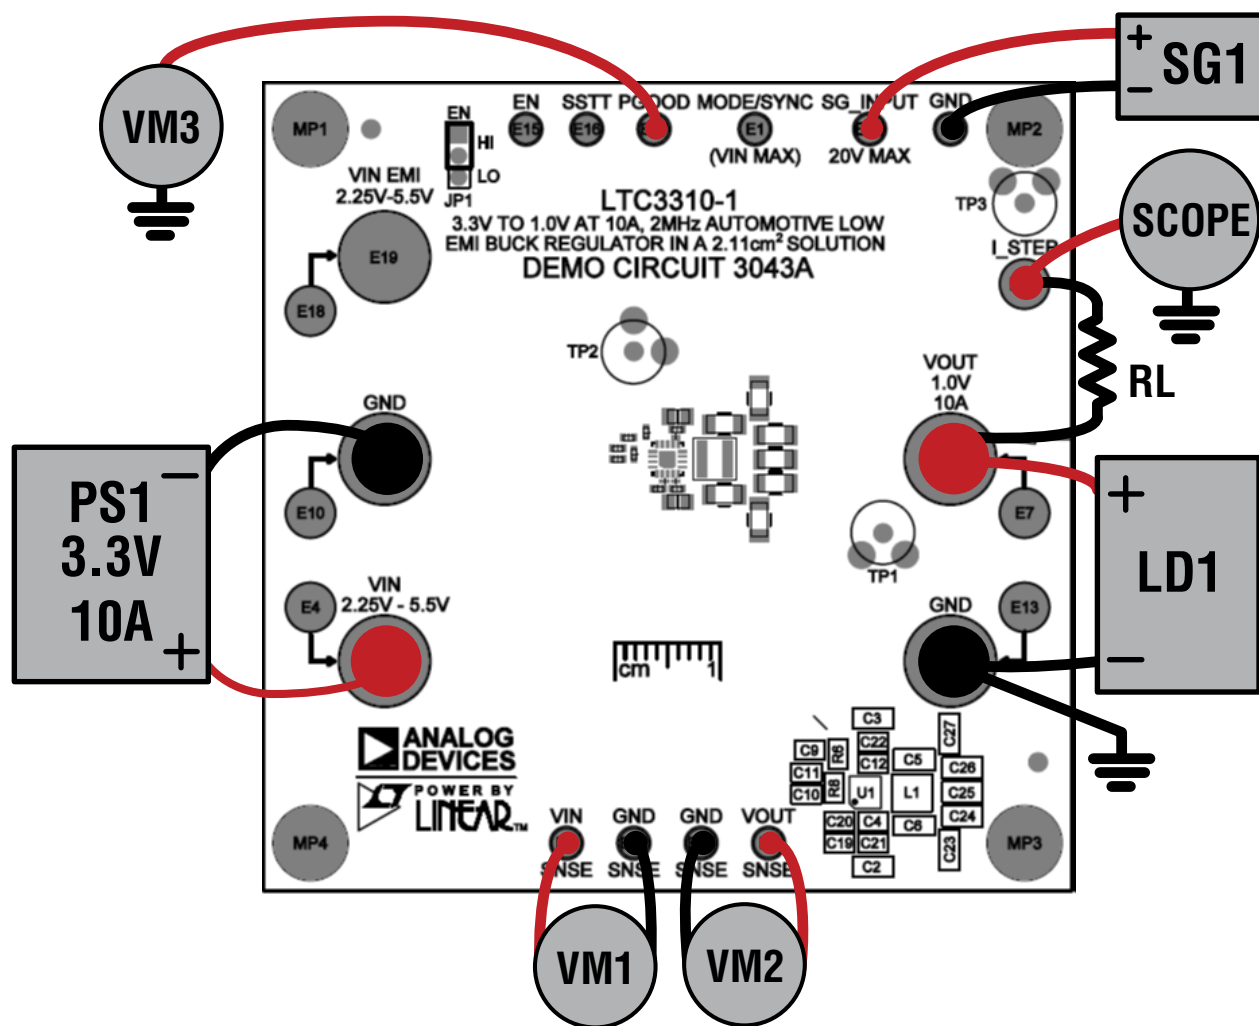 VM3
+
-
SG1
EN
SSTT
PGOOD
MODE/SYNC
SG_INPUT
GND
MP1
EN
HI
LO
JP1
E15
E16
E1
(VIN MAX)
20V MAX
MP2
VIN EMI
2.25V-5.5V
LTC3310-1
3.3V TO 1.0V AT 10A, 2MHz AUTOMOTIVE LOW
EMI BUCK REGULATOR IN A 2.11cm² SOLUTION
DEMO CIRCUIT 3043A
TP3
SCOPE
I_STEP
E19
E18
TP2
VOUT
1.0V
10A
RL
GND
PS1
3.3V
10A
-
+
E10
E7
+
LD1
-
TP1
E4
VIN
2.25V - 5.5V
GND
E13
cm
1
ANALOG
DEVICES
POWER BY
LINEAR™
C3
C27
C9
R6
C22
C12
C5
C26
C11
C10
R8
U1
L1
C25
C20
C4
C6
C24
C19
C21
C23
C2
MP4
VIN
SNSE
GND
SNSE
GND
SNSE
VOUT
SNSE
MP3
VM1
VM2